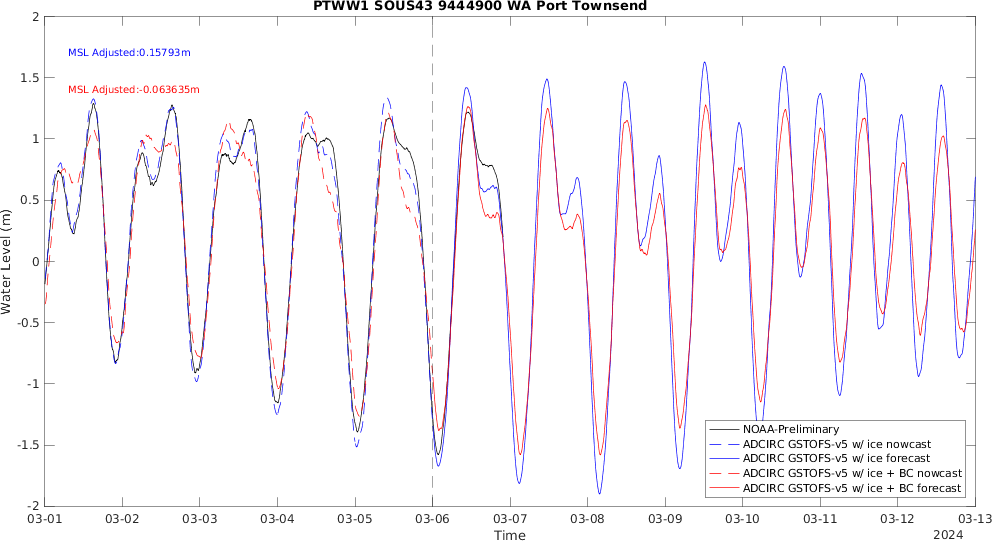 PTWW1 SOUS43 9444900 WA Port Townsend
MSL Adjusted:0.15793m
MSL Adjusted:-0.063635m
Water Level (m)
2
1.5
1
0.5
0
-0.5
-1
-1.5
-2
NOAA-Preliminary
ADCIRC GSTOFS-v5 w/ ice nowcast
ADCIRC GSTOFS-v5 w/ ice forecast
ADCIRC GSTOFS-v5 w/ ice + BC nowcast
ADCIRC GSTOFS-v5 w/ ice + BC forecast
03-01 03-02 03-03 03-04 03-05 03-06 03-07 03-08 03-09 03-10 03-11 03-12 03-13
Time
2024